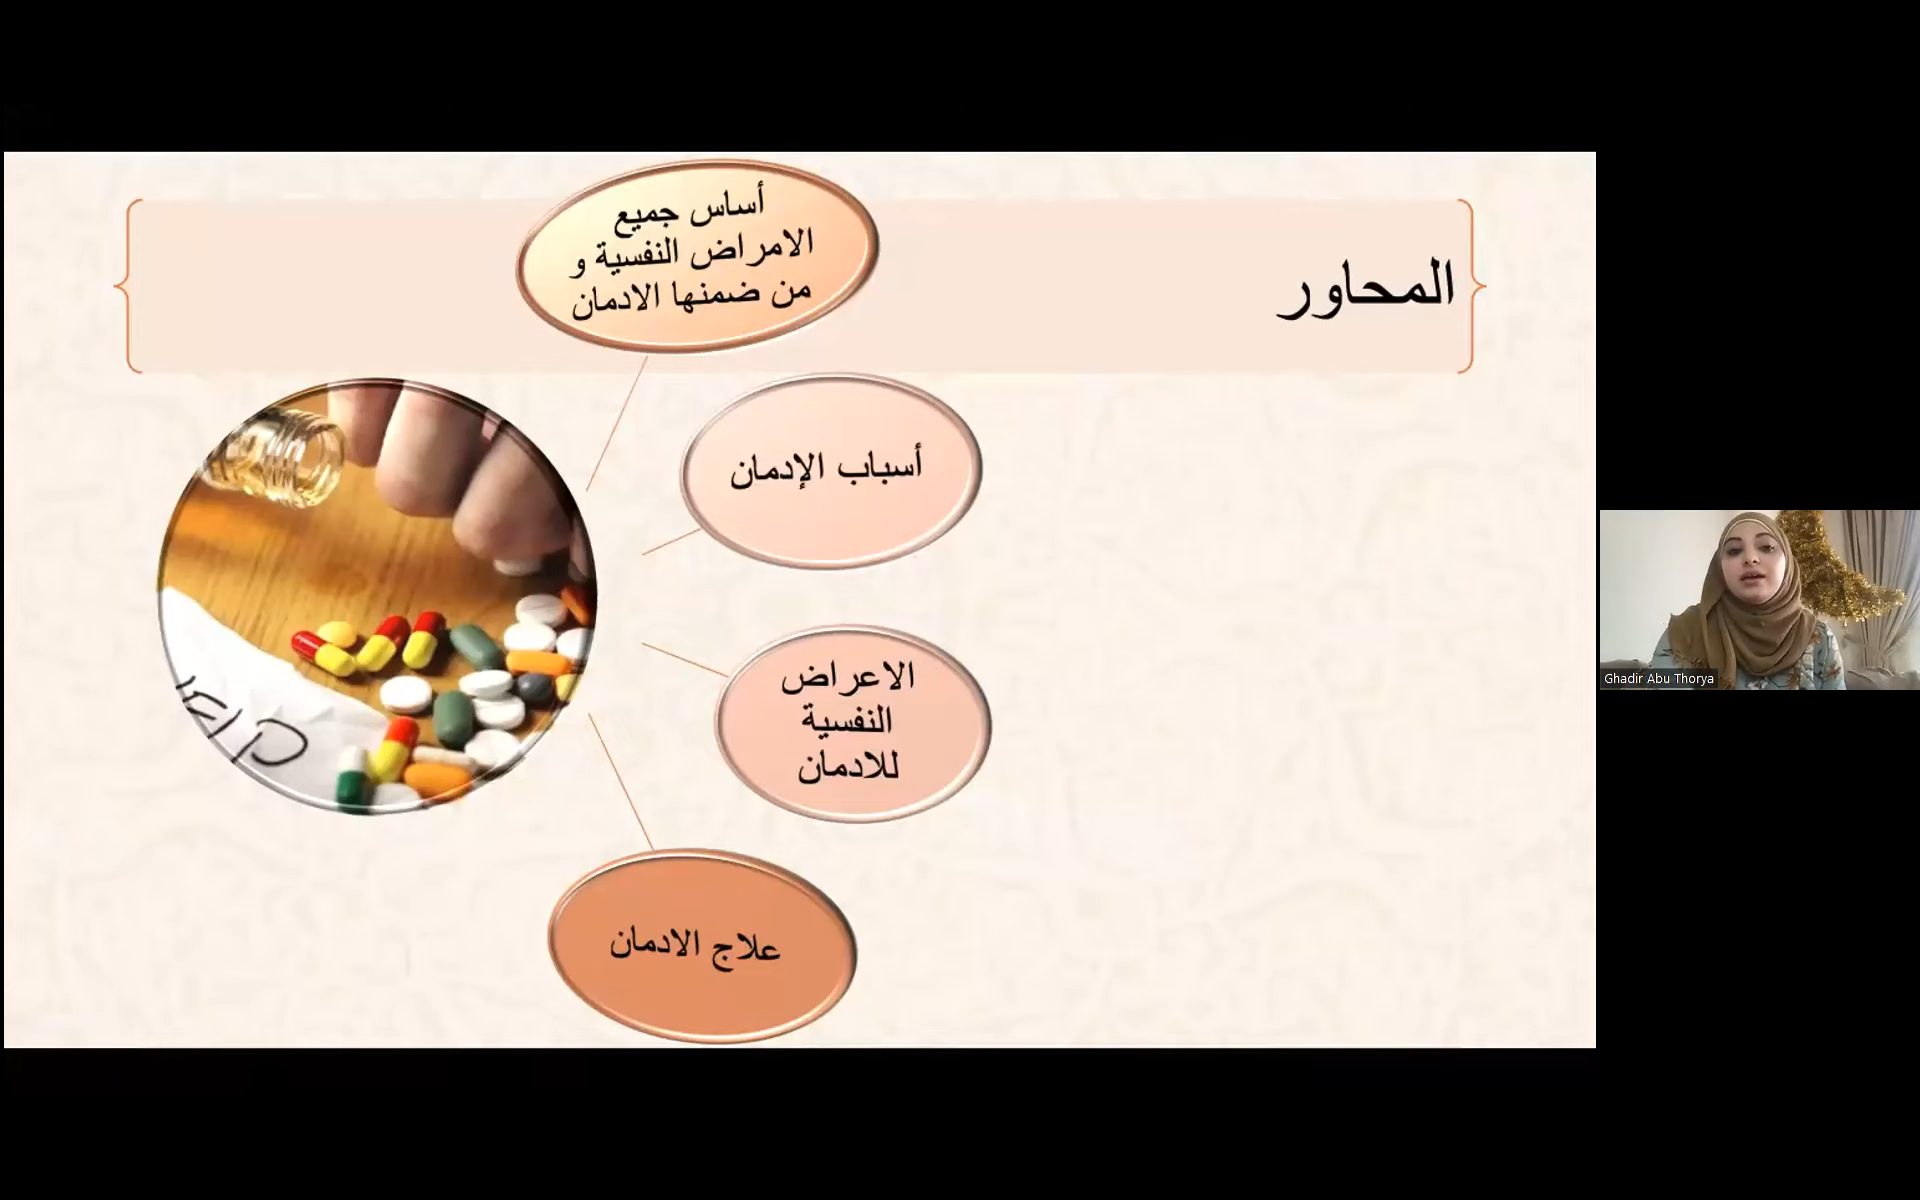 المحاور
أساس جميع
الامراض النفسية و
من ضمنها الادمان
أسباب الإدمان
الاعراض
النفسية
للادمان
علاج الادمان
Ghadir Abu Thorya